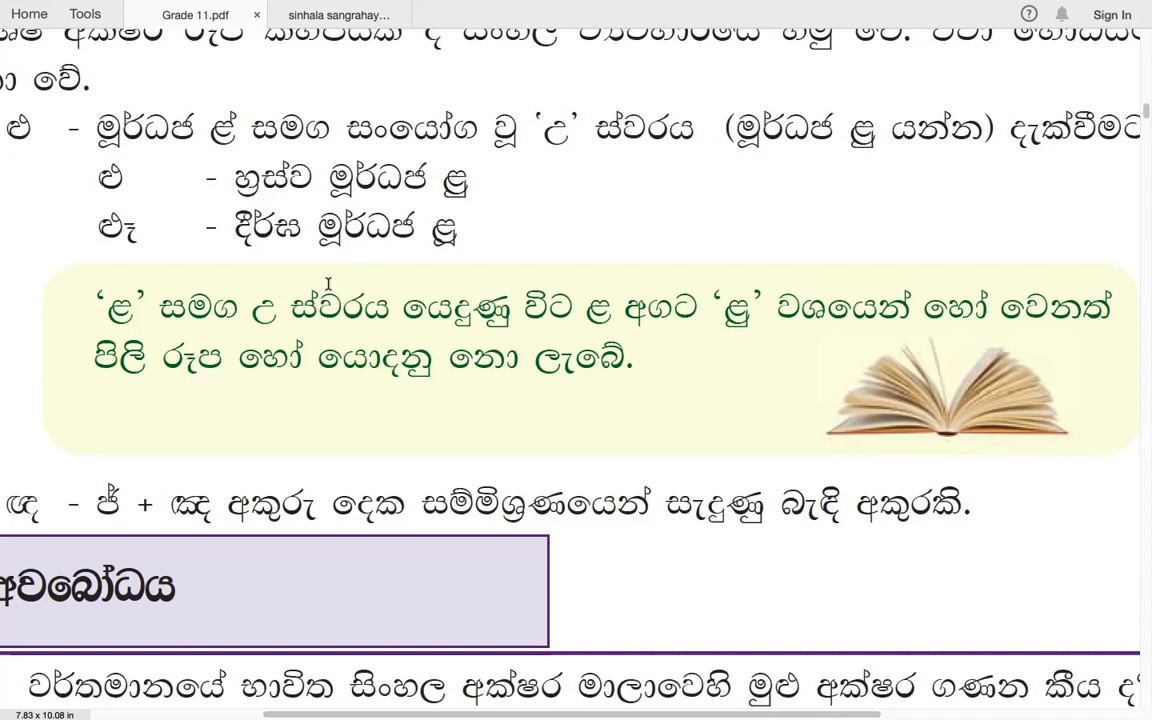 Home Tools Grade 11.pdf × sinhala sangrahay... Sign In
වේ.
ළු - මූර්ධජ ළ් සමග සංයෝග වූ ‘උ’ ස්වරය (මූර්ධජ ළු යන්න) දැක්වීමට
ළු - හ්‍රස්ව මූර්ධජ ළු
ළූ - දීර්ඝ මූර්ධජ ළූ
‘ළ’ සමග උ ස්වරය යෙදුණු විට ළ අගට ‘ළු’ වශයෙන් හෝ වෙනත්
පිලි රූප හෝ යොදනු නො ලැබේ.
ඥ - ජ් + ඤ අකුරු දෙක සම්මිශ්‍රණයෙන් සැදුණු බැඳි අකුරකි.
අවබෝධය
වර්තමානයේ භාවිත සිංහල අක්ෂර මාලාවෙහි මුළු අක්ෂර ගණන කීය
7.83 x 10.08 in